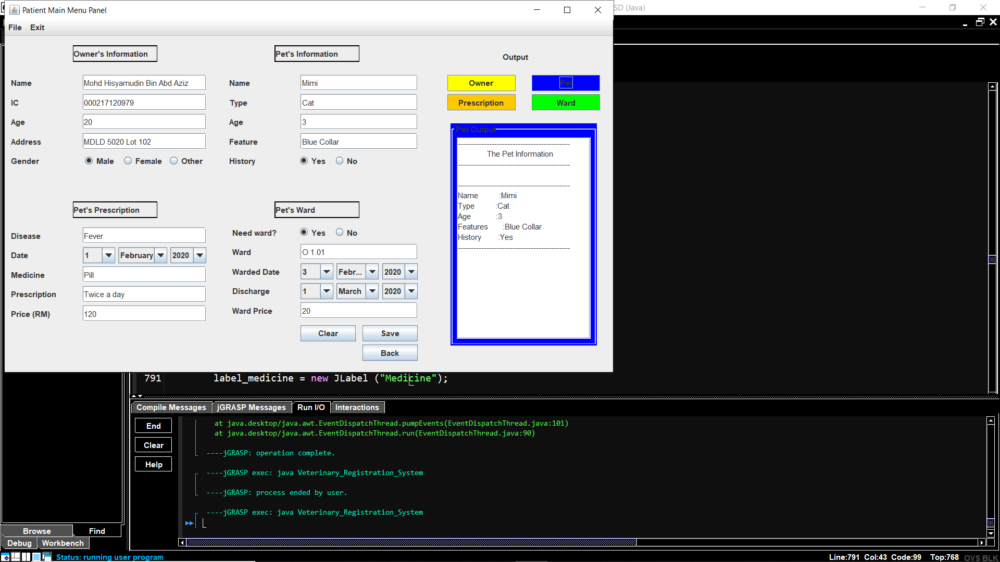 Patient Main Menu Panel
SD (Java)
File Exit
Owner's Information
Pet's Information
Output
Name Mohd Hisyamudin Bin Abd Aziz
IC 000217120979
Age 20
Address MDLD 5020 Lot 102
Gender Male Female Other
Name Mimi
Type Cat
Age 3
Feature Blue Collar
History Yes No
Owner Pet
Prescription Ward
Pet Output
--------------------------------------------
The Pet Information
--------------------------------------------
--------------------------------------------
Name :Mimi
Type :Cat
Age :3
Features :Blue Collar
History :Yes
--------------------------------------------
Pet's Prescription
Disease Fever
Date 1 February 2020
Medicine Pill
Prescription Twice a day
Price (RM) 120
Pet's Ward
Need ward? Yes No
Ward O 1.01
Warded Date 3 Febr... 2020
Discharge 1 March 2020
Ward Price 20
Clear Save
Back
791 label_medicine = new JLabel ("Medicine");
Compile Messages jGRASP Messages Run I/O Interactions
End
Clear
Help
at java.desktop/java.awt.EventDispatchThread.pumpEvents(EventDispatchThread.java:101)
at java.desktop/java.awt.EventDispatchThread.run(EventDispatchThread.java:90)
----jGRASP: operation complete.
----jGRASP exec: java Veterinary_Registration_System
----jGRASP: process ended by user.
----jGRASP exec: java Veterinary_Registration_System
Browse Find
Debug Workbench
Status: running user program
Line:791 Col:43 Code:99 Top:768 OVS BLK